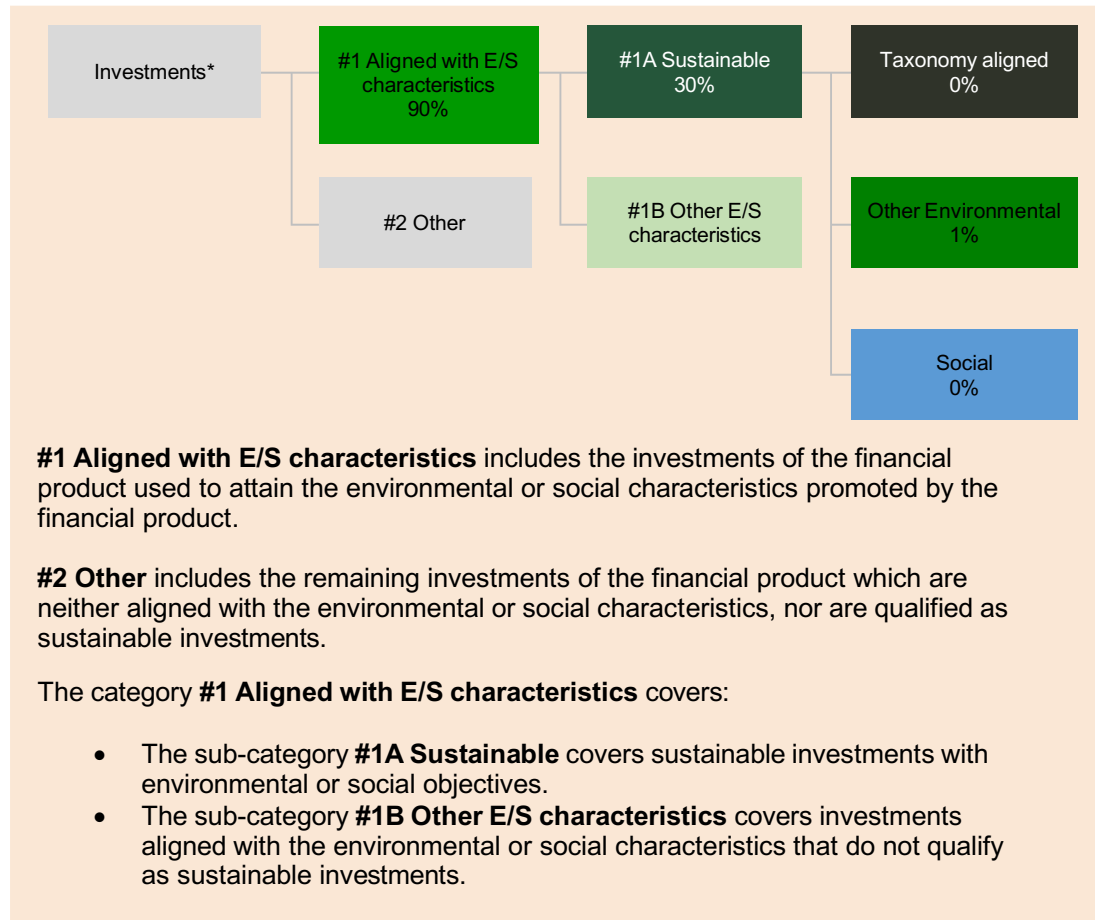 Investments*
#1 Aligned with E/S
characteristics
90%
#1A Sustainable
30%
Taxonomy aligned
0%
#2 Other
#1B Other E/S
characteristics
Other Environmental
1%
Social
0%
#1 Aligned with E/S characteristics includes the investments of the financial
product used to attain the environmental or social characteristics promoted by the
financial product.
#2 Other includes the remaining investments of the financial product which are
neither aligned with the environmental or social characteristics, nor are qualified as
sustainable investments.
The category #1 Aligned with E/S characteristics covers:
• The sub-category #1A Sustainable covers sustainable investments with
environmental or social objectives.
• The sub-category #1B Other E/S characteristics covers investments
aligned with the environmental or social characteristics that do not qualify
as sustainable investments.